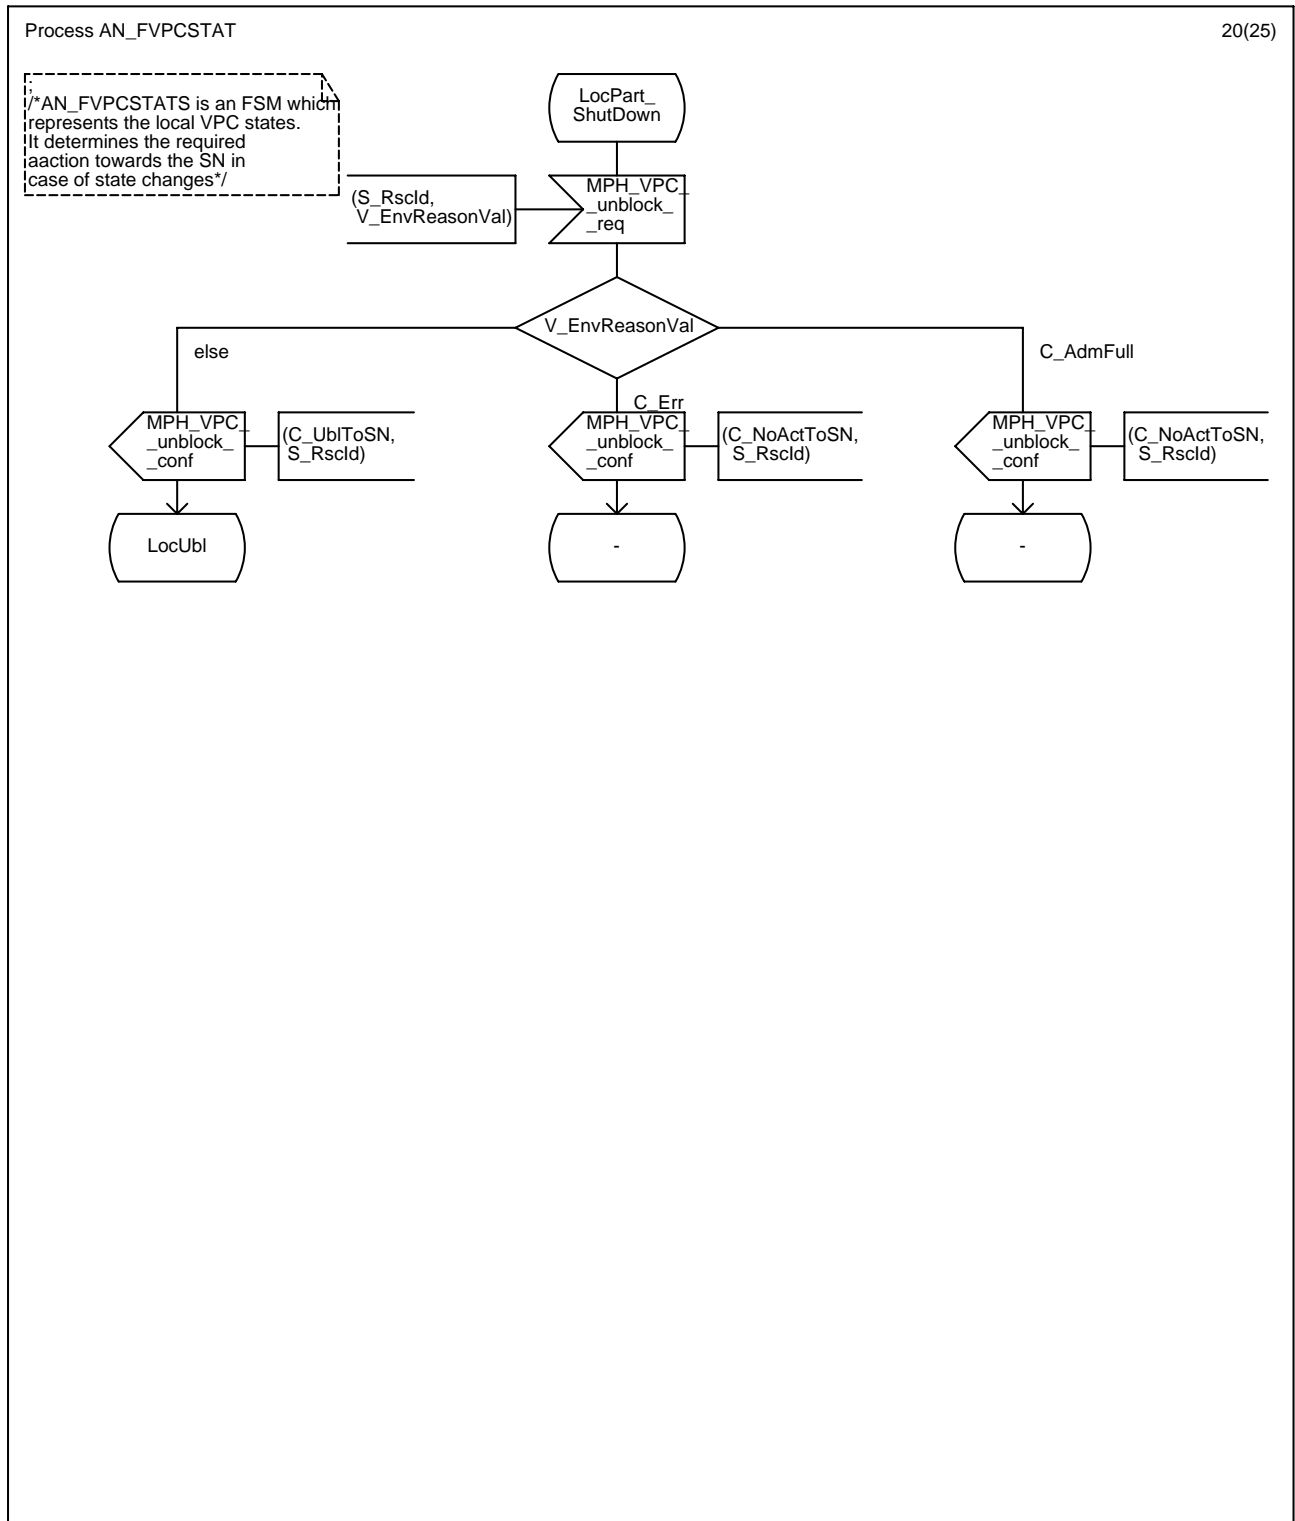 Process AN_FVPCSTAT
20(25)
;
/*AN_FVPCSTATS is an FSM which
represents the local VPC states.
It determines the required
aaction towards the SN in
case of state changes*/
LocPart_
ShutDown
(S_RscId,
V_EnvReasonVal)
MPH_VPC_
_unblock_
_req
V_EnvReasonVal
else
C_Err
C_AdmFull
MPH_VPC_
_unblock_
_conf
(C_UblToSN,
S_RscId)
MPH_VPC_
_unblock_
_conf
(C_NoActToSN,
S_RscId)
MPH_VPC_
_unblock_
_conf
(C_NoActToSN,
S_RscId)
LocUbl
-
-